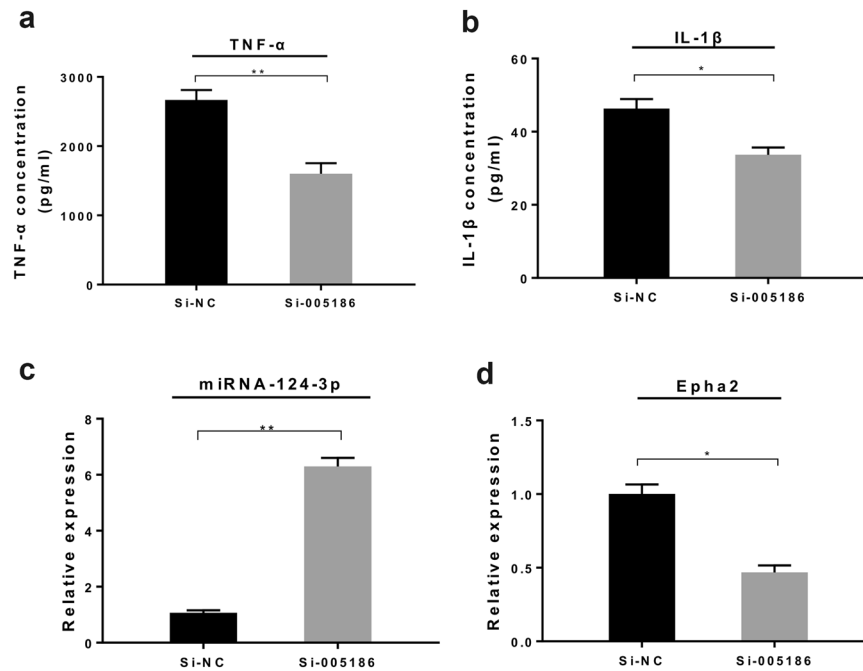 a
TNF-α
**
TNF-α concentration
(pg/ml)
3000
2000
1000
0
Si-NC
Si-005186
b
IL-1β
*
IL-1β concentration
(pg/ml)
60
40
20
0
Si-NC
Si-005186
c
miRNA-124-3p
**
Relative expression
8
6
4
2
0
Si-NC
Si-005186
d
Epha2
*
Relative expression
1.5
1.0
0.5
0.0
Si-NC
Si-005186